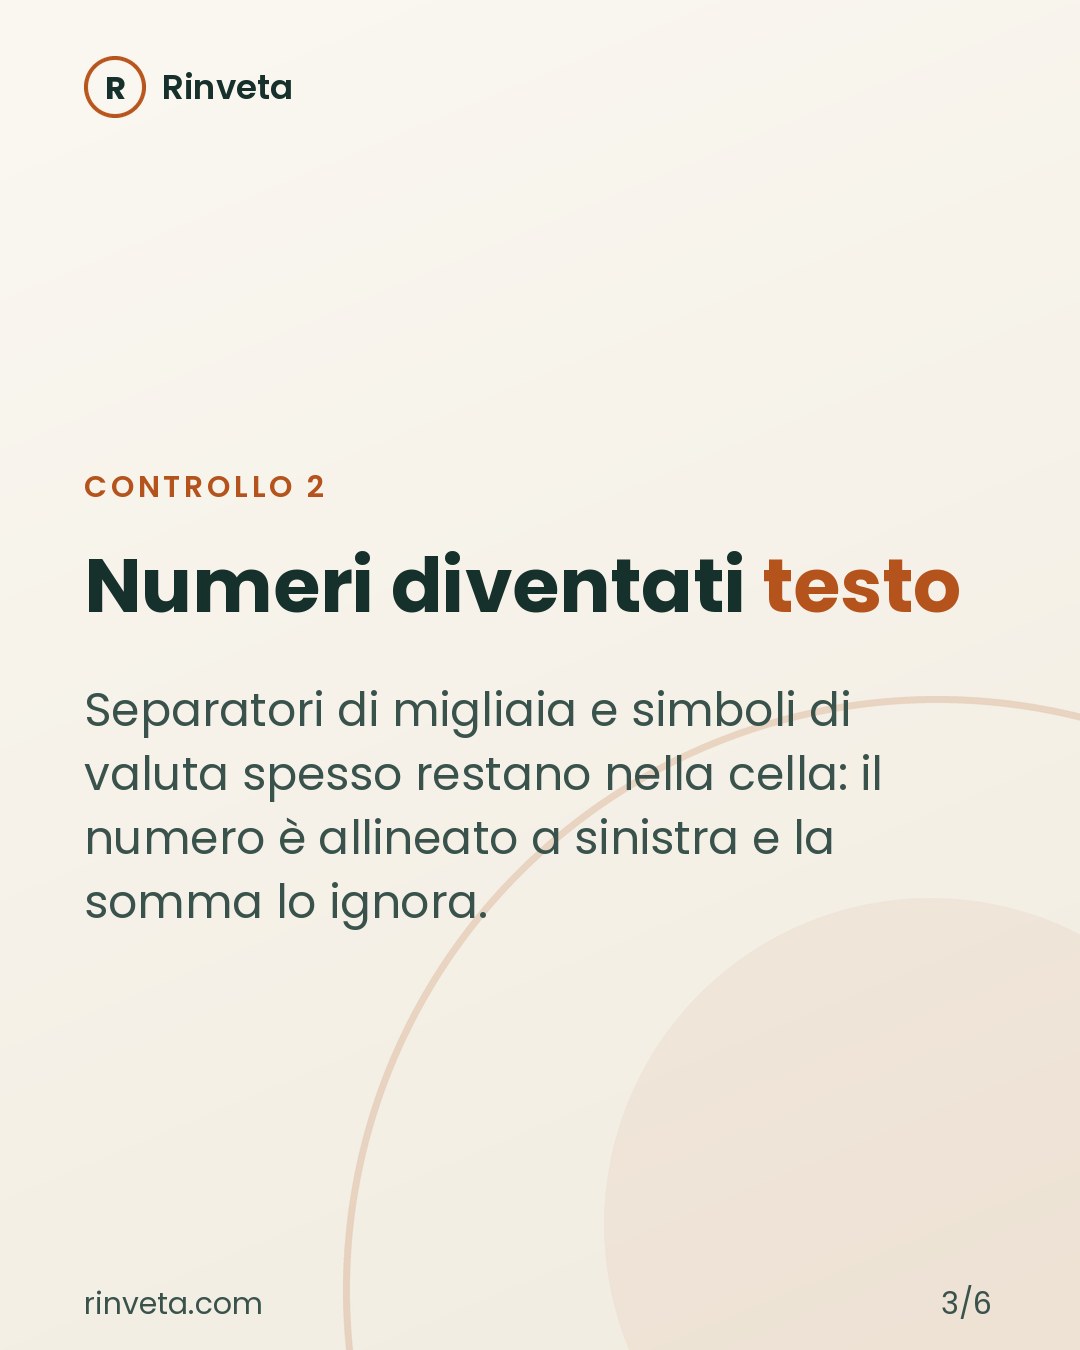 R Rinveta
CONTROLLO 2
Numeri diventati testo
Separatori di migliaia e simboli di
valuta spesso restano nella cella: il
numero è allineato a sinistra e la
somma lo ignora.
rinveta.com
3/6